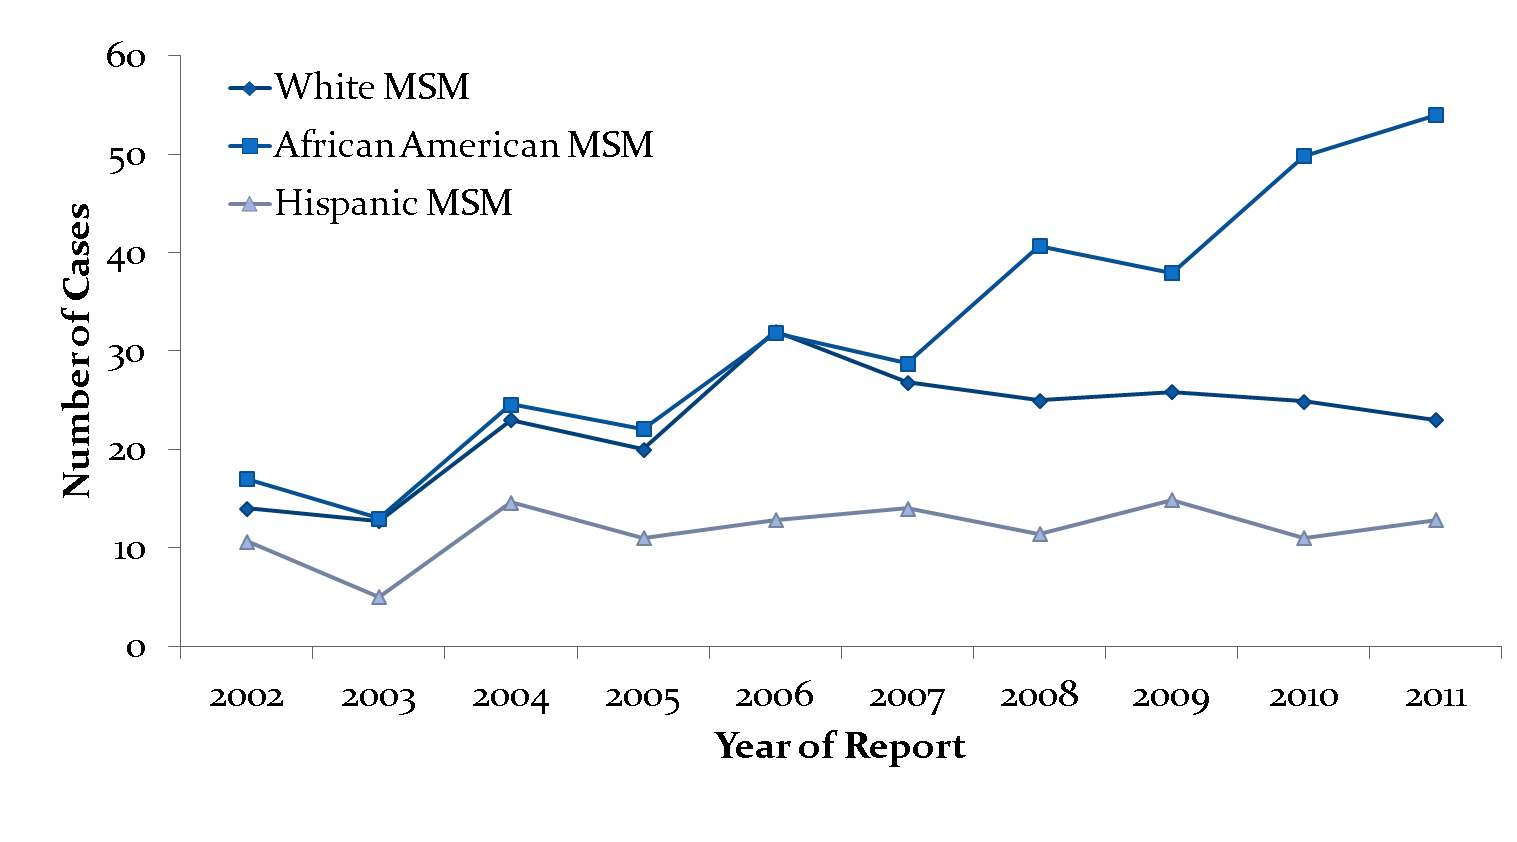 60
50
40
30
20
10
0
Number of Cases
White MSM
African American MSM
Hispanic MSM
2002 2003 2004 2005 2006 2007 2008 2009 2010 2011
Year of Report